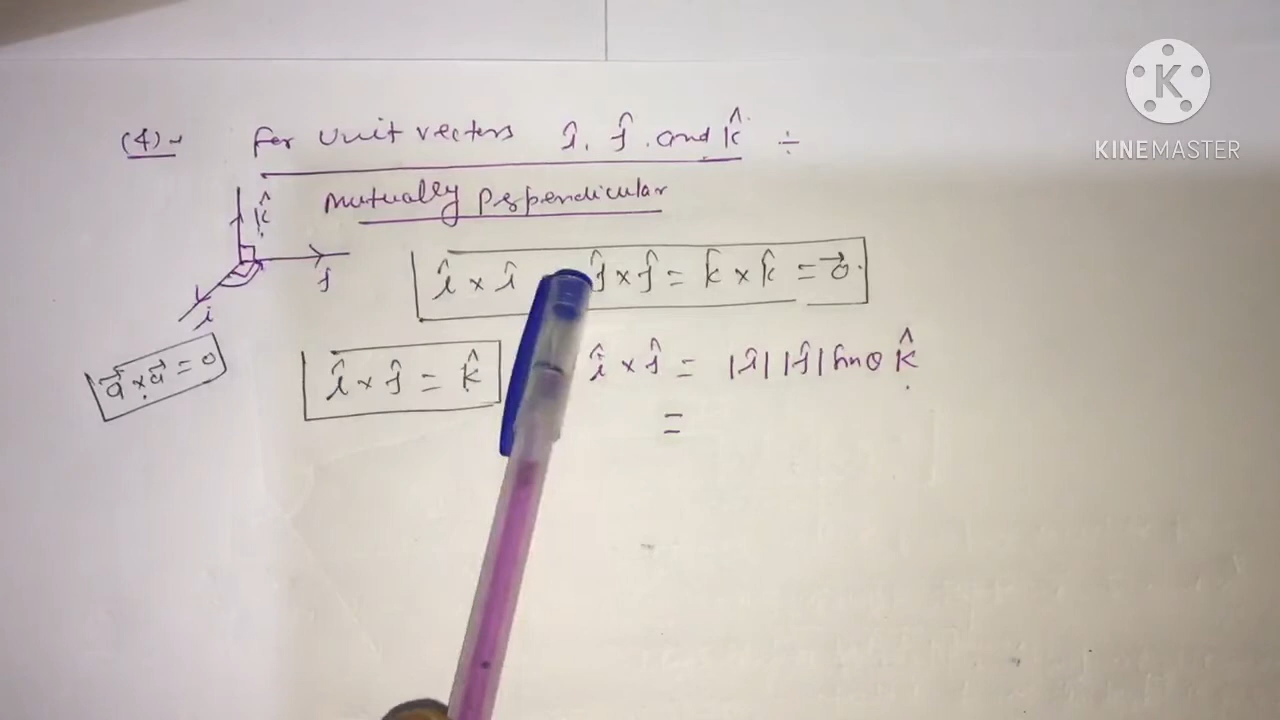 (4)~ For Unit vectors î, ĵ. and k̂ ÷
Mutually Perpendicular
k̂
ĵ
i
î × î ĵ × ĵ = k̂ × k̂ = 0⃗.
a⃗ × a⃗ = 0
î × ĵ = k̂
î × ĵ = |î| |ĵ| sinθ k̂
=
K
KINEMASTER